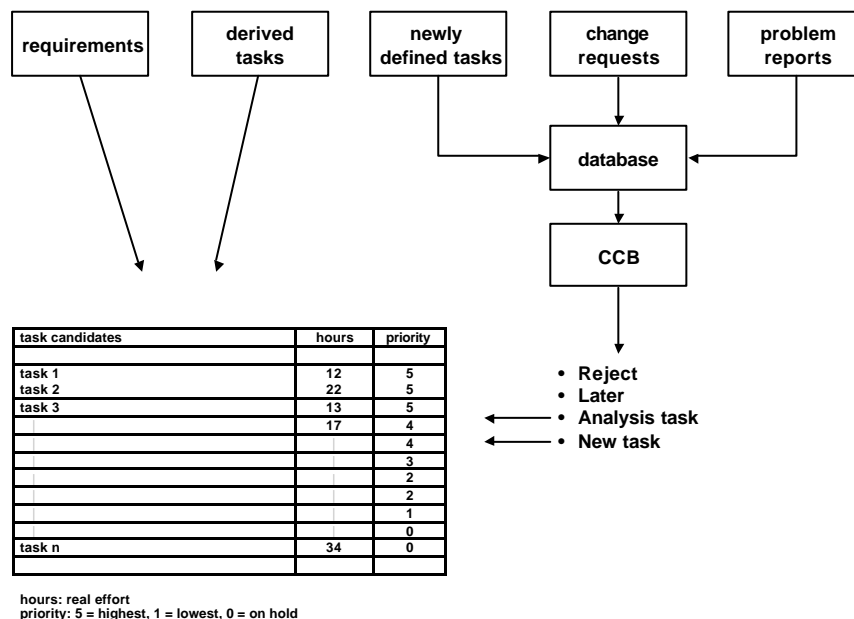 requirements
derived
tasks
newly
defined tasks
change
requests
problem
reports
database
CCB
• Reject
• Later
• Analysis task
• New task
task candidates hours priority
task 1 12 5
task 2 22 5
task 3 13 5
17 4
4
3
2
2
1
0
task n 34 0
hours: real effort
priority: 5 = highest, 1 = lowest, 0 = on hold